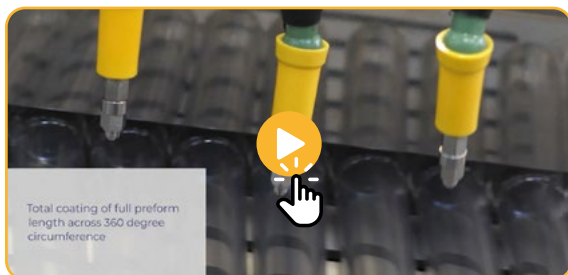 Total coating of full preform
length across 360 degree
circumference